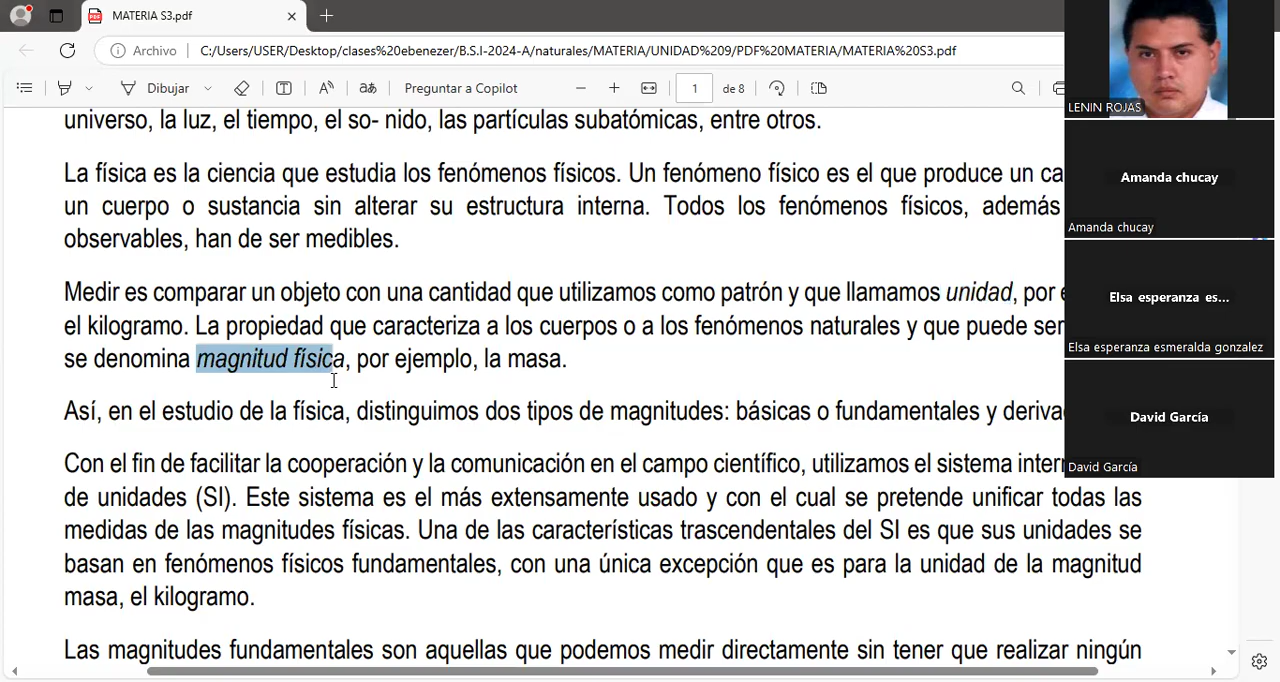 MATERIA S3.pdf
Archivo C:/Users/USER/Desktop/clases%20ebenezer/B.S.I-2024-A/naturales/MATERIA/UNIDAD%209/PDF%20MATERIA/MATERIA%20S3.pdf
Dibujar aあ Preguntar a Copilot 1 de 8
universo, la luz, el tiempo, el so- nido, las partículas subatómicas, entre otros.
La física es la ciencia que estudia los fenómenos físicos. Un fenómeno físico es el que produce un ca
un cuerpo o sustancia sin alterar su estructura interna. Todos los fenómenos físicos, además
observables, han de ser medibles.
Medir es comparar un objeto con una cantidad que utilizamos como patrón y que llamamos unidad, por e
el kilogramo. La propiedad que caracteriza a los cuerpos o a los fenómenos naturales y que puede ser
se denomina magnitud física, por ejemplo, la masa.
Así, en el estudio de la física, distinguimos dos tipos de magnitudes: básicas o fundamentales y deriva
Con el fin de facilitar la cooperación y la comunicación en el campo científico, utilizamos el sistema intern
de unidades (SI). Este sistema es el más extensamente usado y con el cual se pretende unificar todas las
medidas de las magnitudes físicas. Una de las características trascendentales del SI es que sus unidades se
basan en fenómenos físicos fundamentales, con una única excepción que es para la unidad de la magnitud
masa, el kilogramo.
Las magnitudes fundamentales son aquellas que podemos medir directamente sin tener que realizar ningún
LENIN ROJAS
Amanda chucay
Amanda chucay
Elsa esperanza es...
Elsa esperanza esmeralda gonzalez
David García
David García